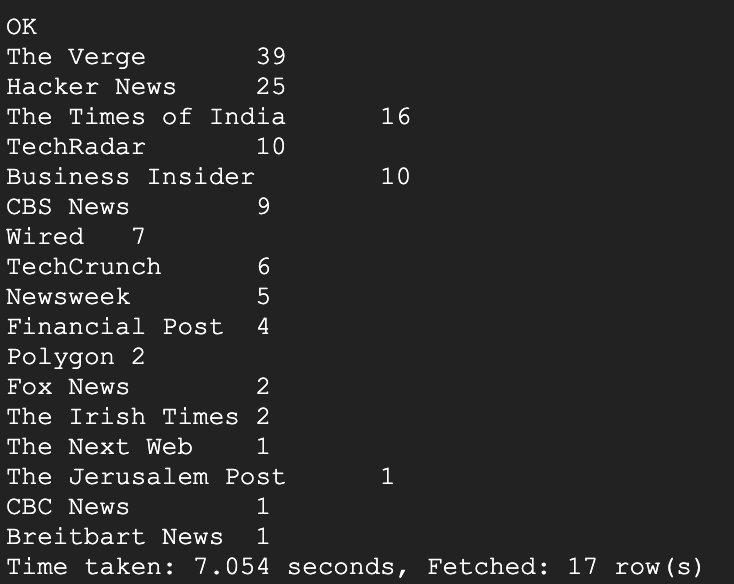 OK
The Verge	39
Hacker News	25
The Times of India	16
TechRadar	10
Business Insider	10
CBS News	9
Wired	7
TechCrunch	6
Newsweek	5
Financial Post	4
Polygon	2
Fox News	2
The Irish Times	2
The Next Web	1
The Jerusalem Post	1
CBC News	1
Breitbart News	1
Time taken: 7.054 seconds, Fetched: 17 row(s)